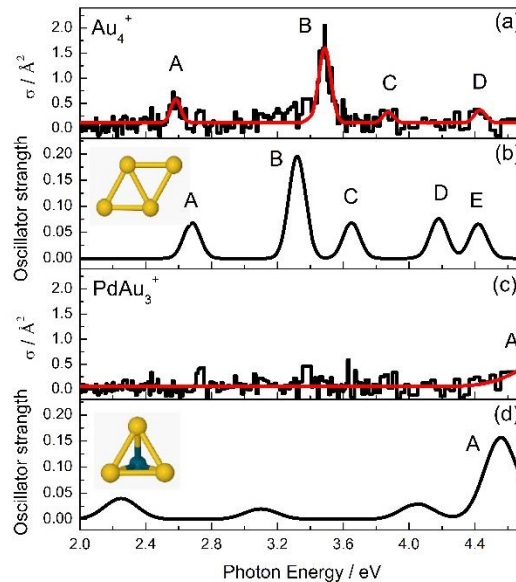 Au4+ (a)
σ / Å2
2.0
1.5
1.0
0.5
0.0
A B C D
(b)
Oscillator strangth
0.20
0.15
0.10
0.05
0.00
A B C D E
PdAu3+ (c)
σ / Å2
2.0
1.5
1.0
0.5
0.0
A
(d)
Oscillator strangth
0.20
0.15
0.10
0.05
0.00
A
2.0 2.4 2.8 3.2 3.6 4.0 4.4
Photon Energy / eV